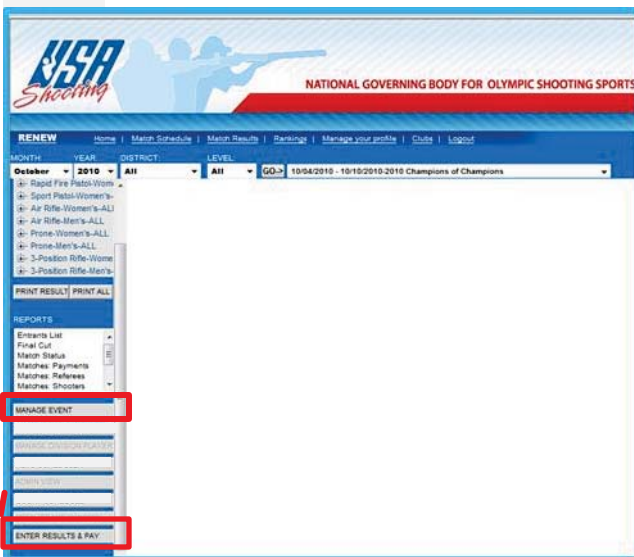 USA
Shooting
NATIONAL GOVERNING BODY FOR OLYMPIC SHOOTING SPORTS
RENEW Home | Match Schedule | Match Results | Rankings | Manage your profile | Clubs | Logout
MONTH YEAR: DISTRICT: LEVEL:
October 2010 All All GO-> 10/04/2010 - 10/10/2010-2010 Champions of Champions
Rapid Fire Pistol-Wom
Sport Pistol-Women's-
Air Rifle-Women's-ALL
Air Rifle-Men's-ALL
Prone-Women's-ALL
Prone-Men's-ALL
3-Position Rifle-Wome
3-Position Rifle-Men's-
PRINT RESULT PRINT ALL
REPORTS
Entrants List
Final Cut
Match Status
Matches: Payments
Matches: Referees
Matches: Shooters
MANAGE EVENT
MANAGE DIVISION PLAYERS
ADMIN VIEW
ENTER RESULTS & PAY